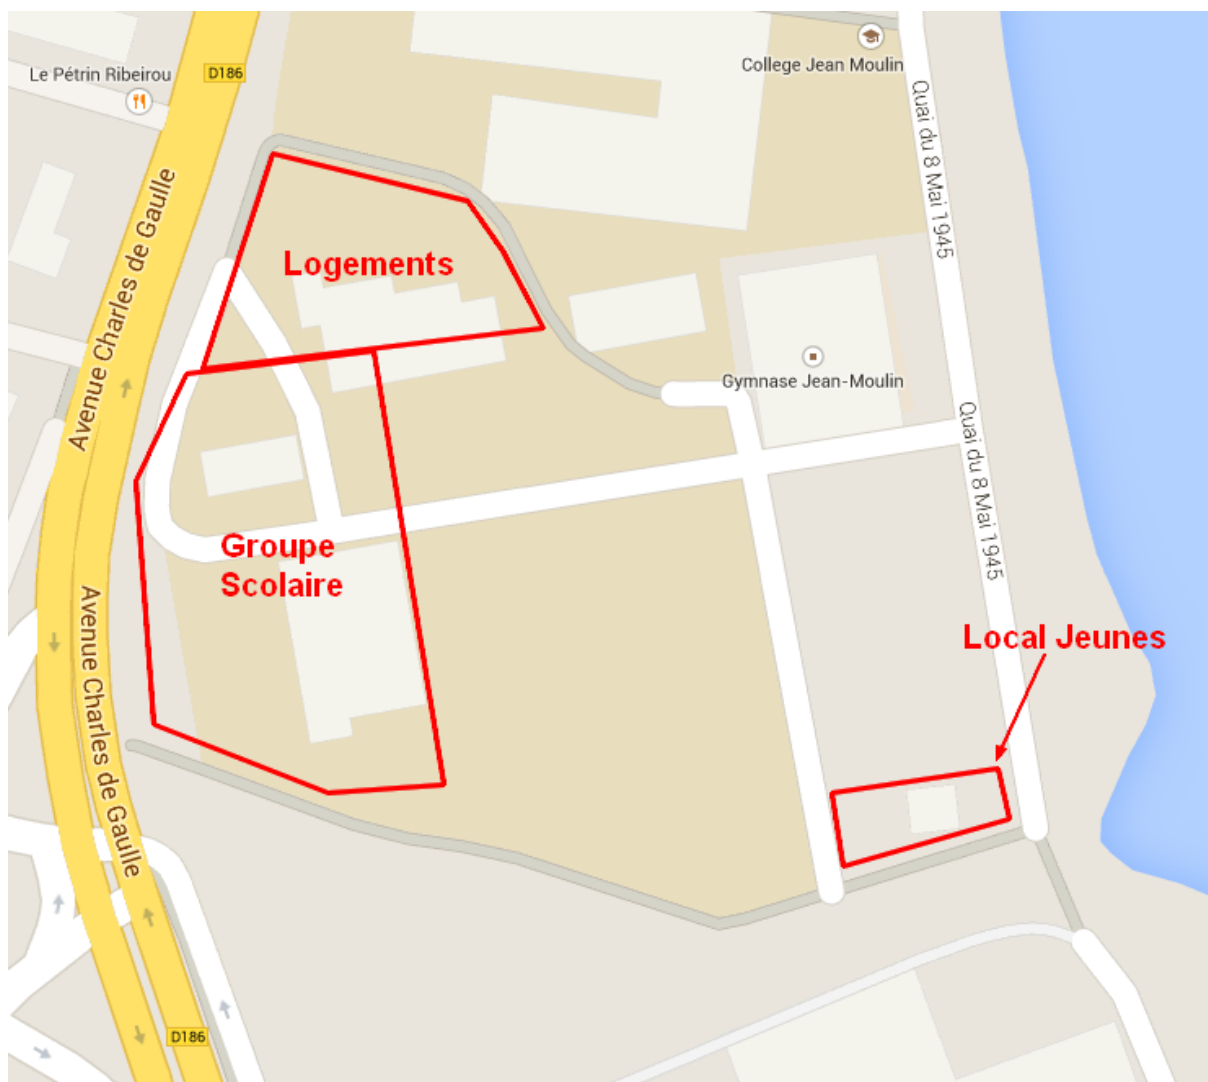 College Jean Moulin
Le Pétrin Ribeirou
D186
Quai du 8 Mai 1945
Avenue Charles de Gaulle
Logements
Gymnase Jean-Moulin
Quai du 8 Mai 1945
Groupe
Scolaire
Avenue Charles de Gaulle
Local Jeunes
D186